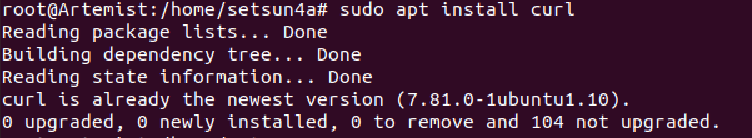 root@Artemist:/home/setsun4a# sudo apt install curl
Reading package lists... Done
Building dependency tree... Done
Reading state information... Done
curl is already the newest version (7.81.0-1ubuntu1.10).
0 upgraded, 0 newly installed, 0 to remove and 104 not upgraded.